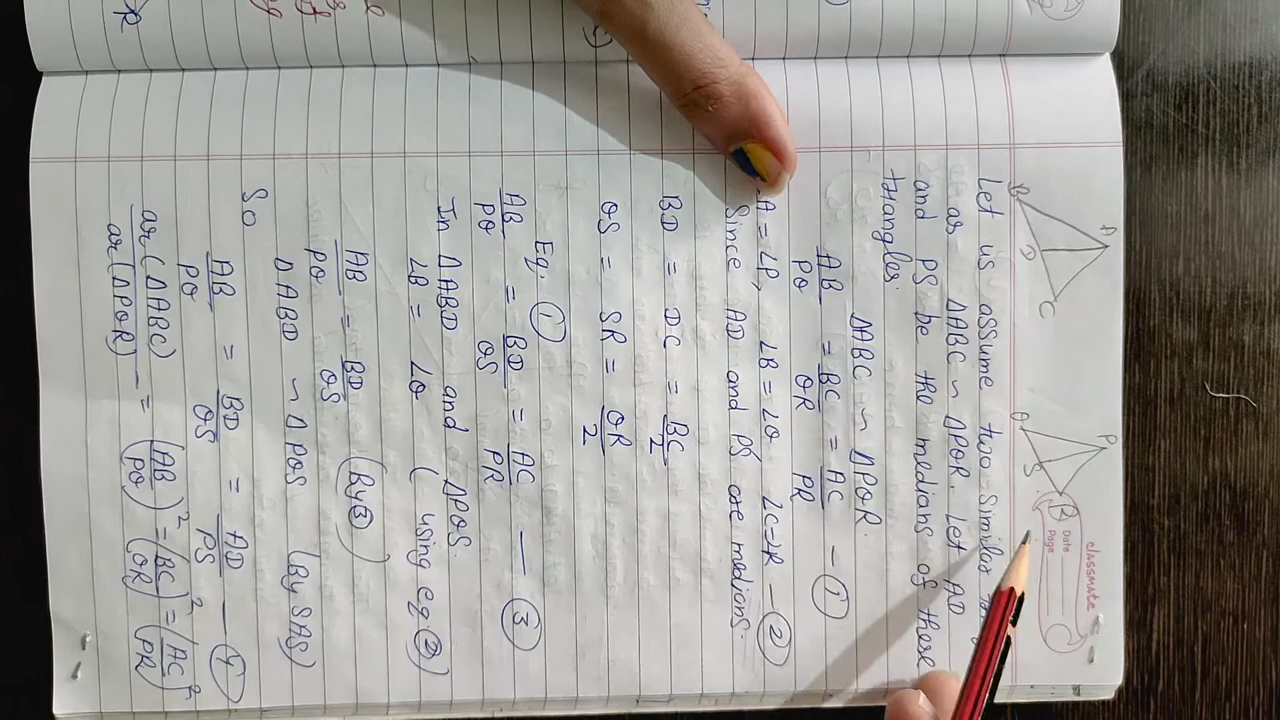 classmate
Date
Page
A
P
B
D
C
Q
S
R
Let us assume two similar
as ΔABC ~ ΔPQR. Let AD
and PS be the medians of these
triangles.
ΔABC ~ ΔPQR
AB/PQ = BC/QR = AC/PR - ①
A = ∠P, ∠B = ∠Q, ∠C=∠R - ②
Since AD and PS are medians.
BD = DC = BC/2
QS = SR = QR/2
Eq. ①
AB/PQ = BD/QS = AC/PR — ③
In ΔABD and ΔPQS.
∠B = ∠Q ( using eq ②)
AB/PQ = BD/QS (By ③)
ΔABD ~ ΔPQS (By SAS)
So
AB/PQ = BD/QS = AD/PS — ④
ar(ΔABC)/ar(ΔPQR) = (AB/PQ)² = (BC/QR)² = (AC/PR)²